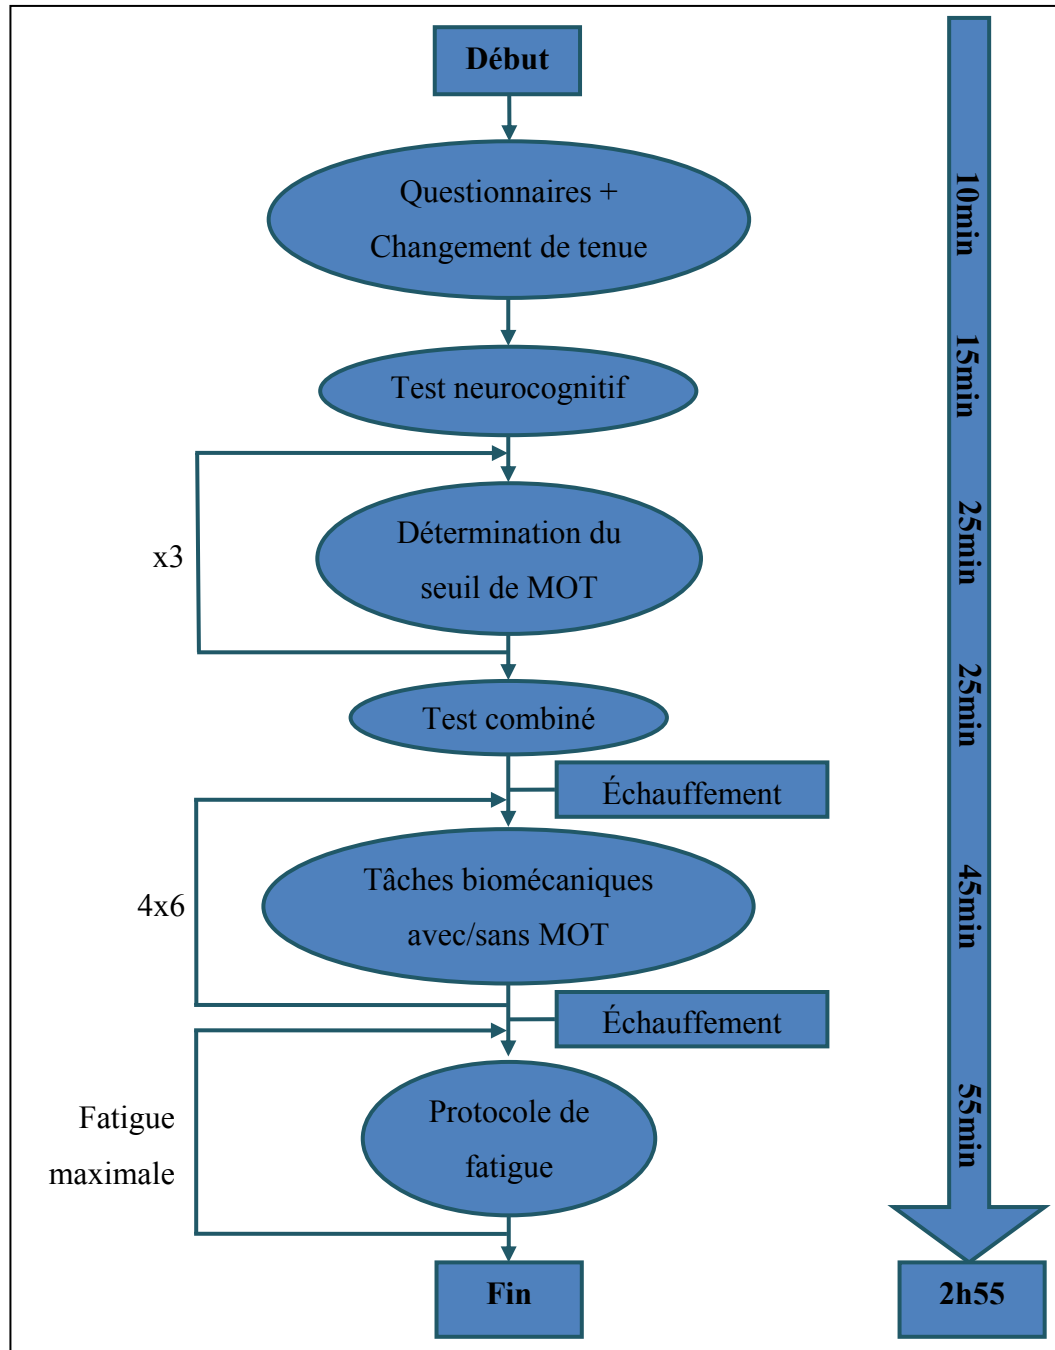 Début
Questionnaires +
Changement de tenue
10min
Test neurocognitif
15min
x3
Détermination du
seuil de MOT
25min
Test combiné
25min
Échauffement
4x6
Tâches biomécaniques
avec/sans MOT
45min
Échauffement
Fatigue
maximale
Protocole de
fatigue
55min
Fin
2h55